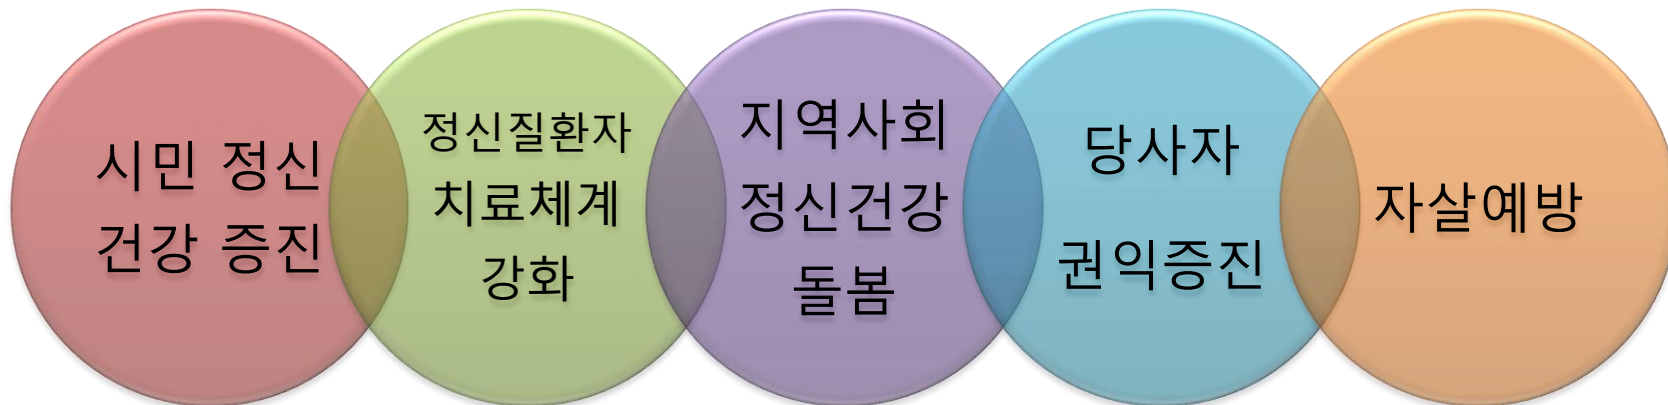 시민 정신
건강 증진
정신질환자
치료체계
강화
지역사회
정신건강
돌봄
당사자
권익증진
자살예방